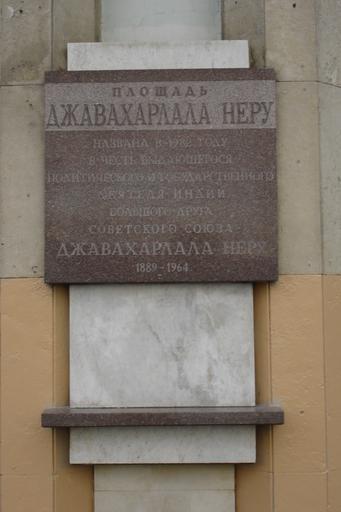 ПЛОЩАДЬ
ДЖАВАХАРЛАЛА НЕРУ
НАЗВАНА В 1982 ГОДУ
В ЧЕСТЬ ВЫДАЮЩЕГОСЯ
ПОЛИТИЧЕСКОГО И ГОСУДАРСТВЕННОГО
ДЕЯТЕЛЯ ИНДИИ
БОЛЬШОГО ДРУГА
СОВЕТСКОГО СОЮЗА
ДЖАВАХАРЛАЛА НЕРУ
1889 - 1964